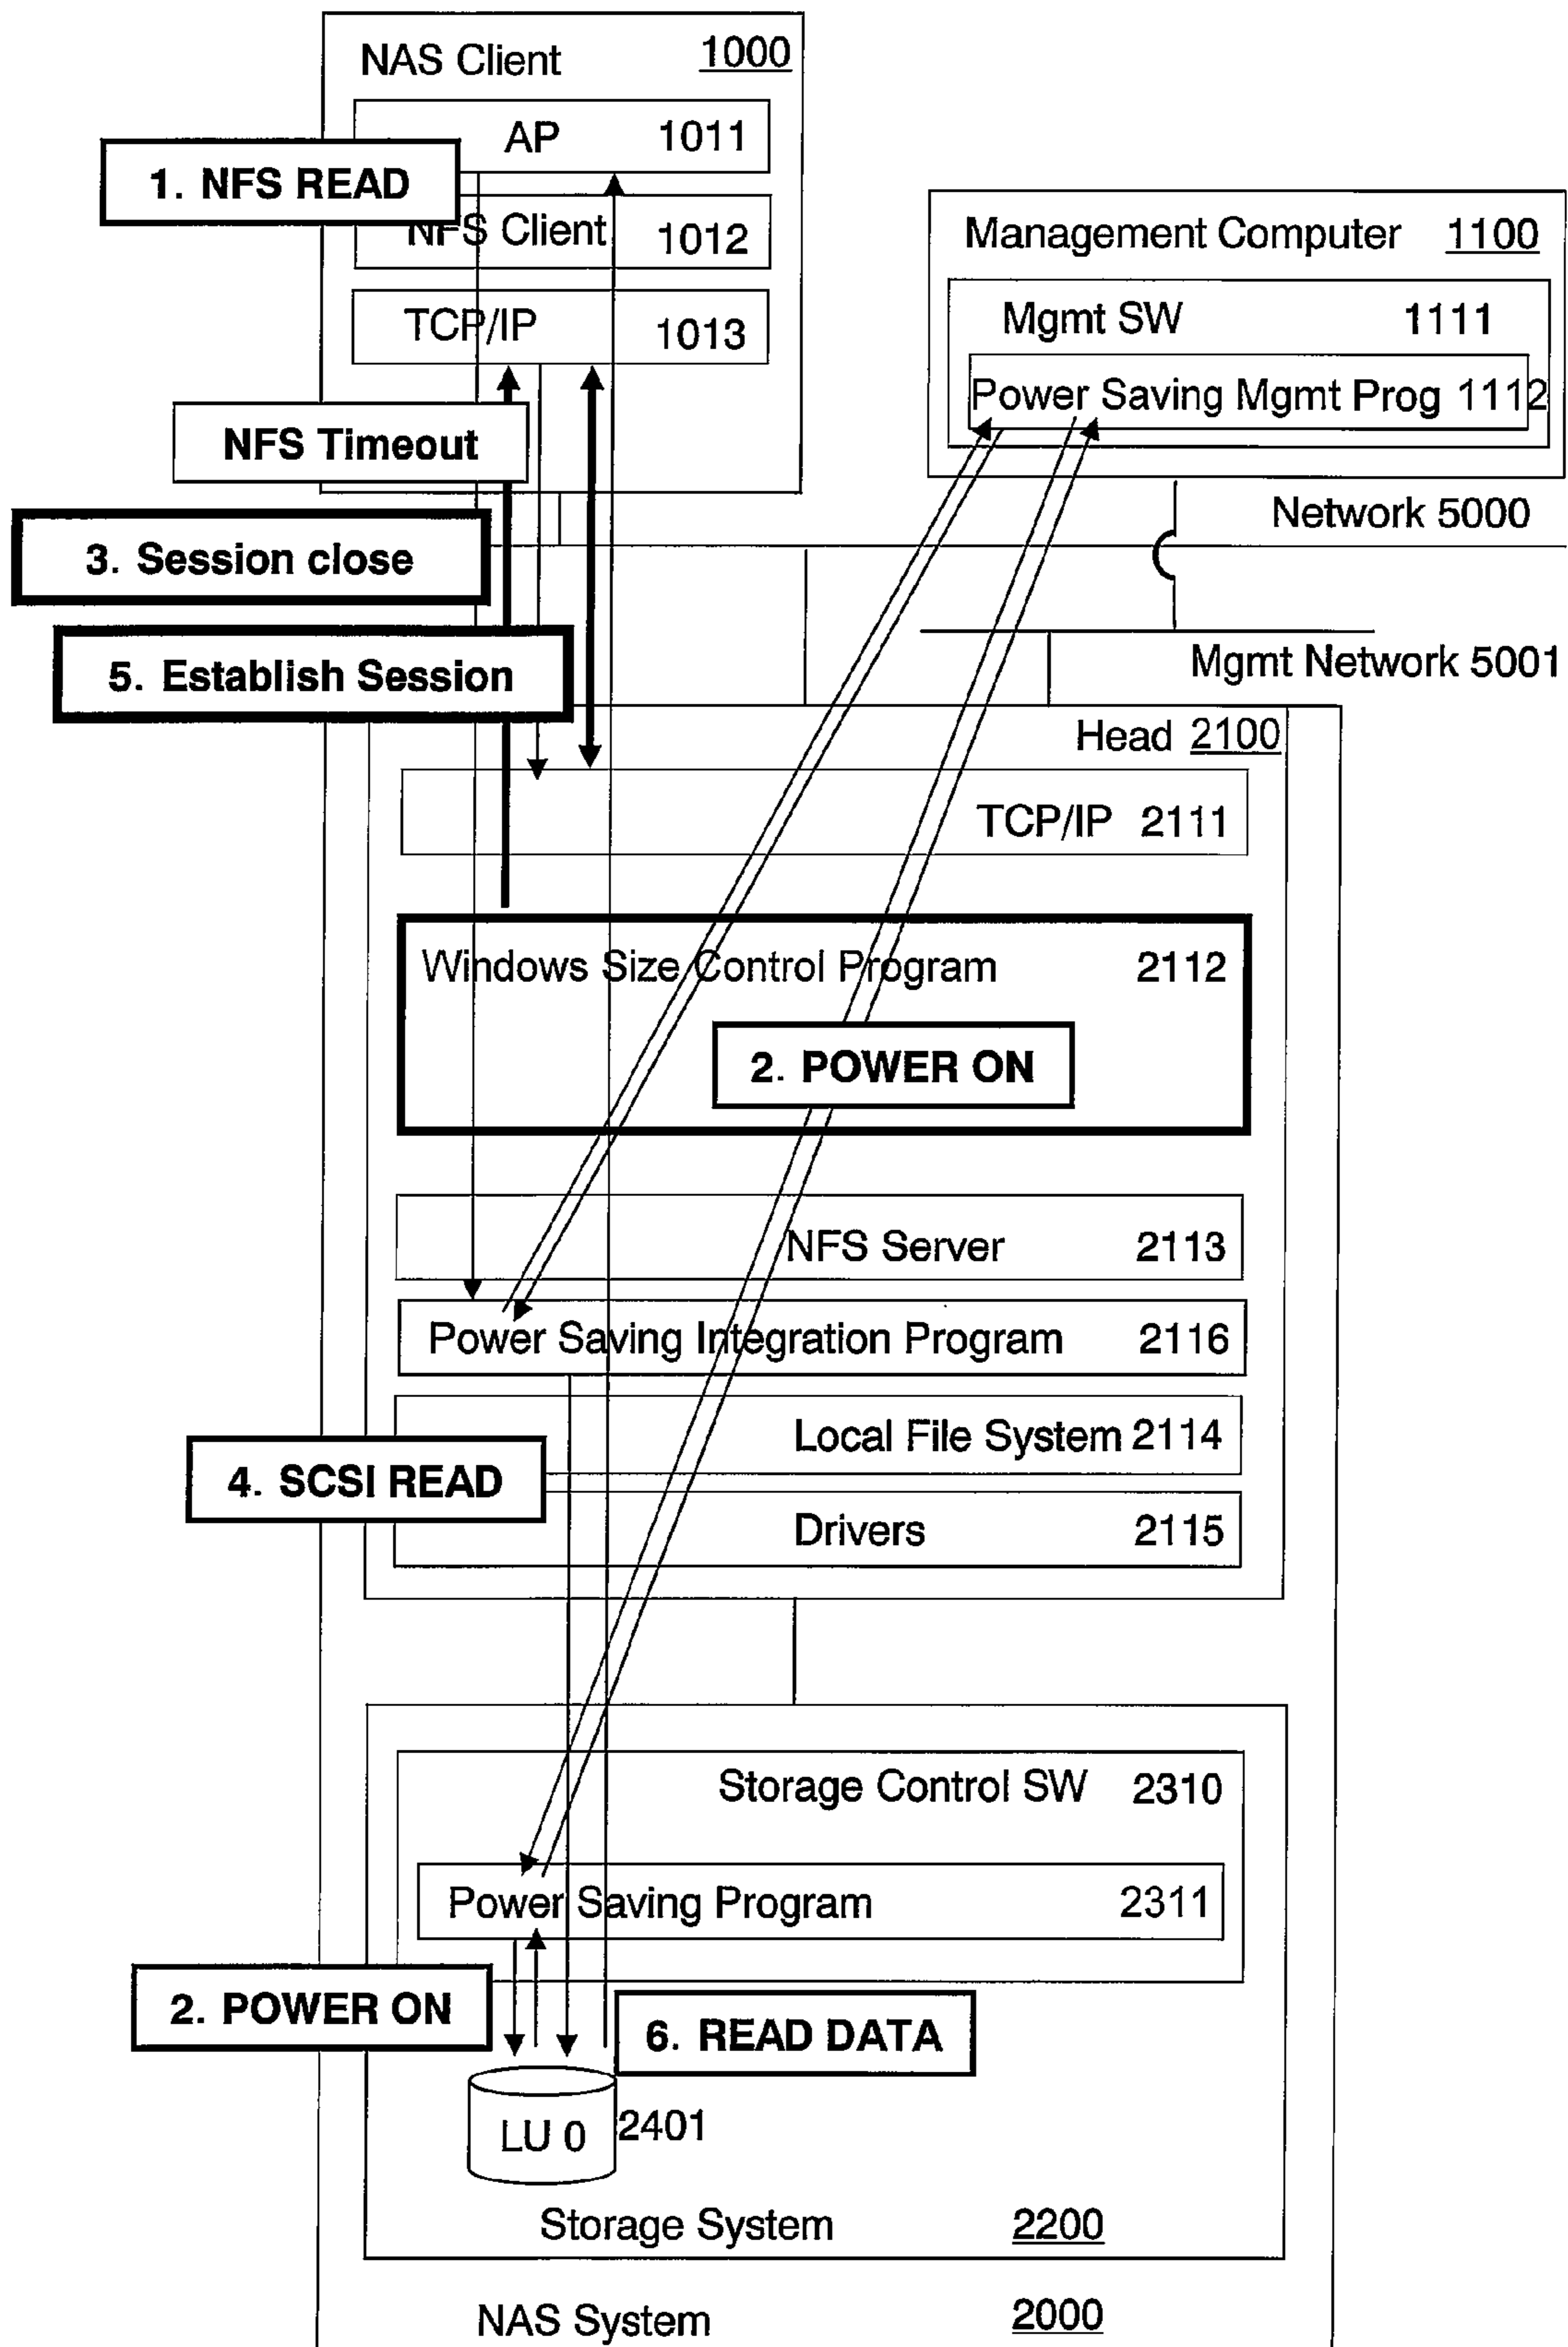 NAS Client 1000
AP 1011
1. NFS READ
NFS Client 1012
TCP/IP 1013
NFS Timeout
Management Computer 1100
Mgmt SW 1111
Power Saving Mgmt Prog 1112
Network 5000
3. Session close
5. Establish Session
Mgmt Network 5001
Head 2100
TCP/IP 2111
Windows Size Control Program 2112
2. POWER ON
NFS Server 2113
Power Saving Integration Program 2116
Local File System 2114
4. SCSI READ
Drivers 2115
Storage Control SW 2310
Power Saving Program 2311
2. POWER ON
6. READ DATA
LU 0 2401
Storage System 2200
NAS System 2000